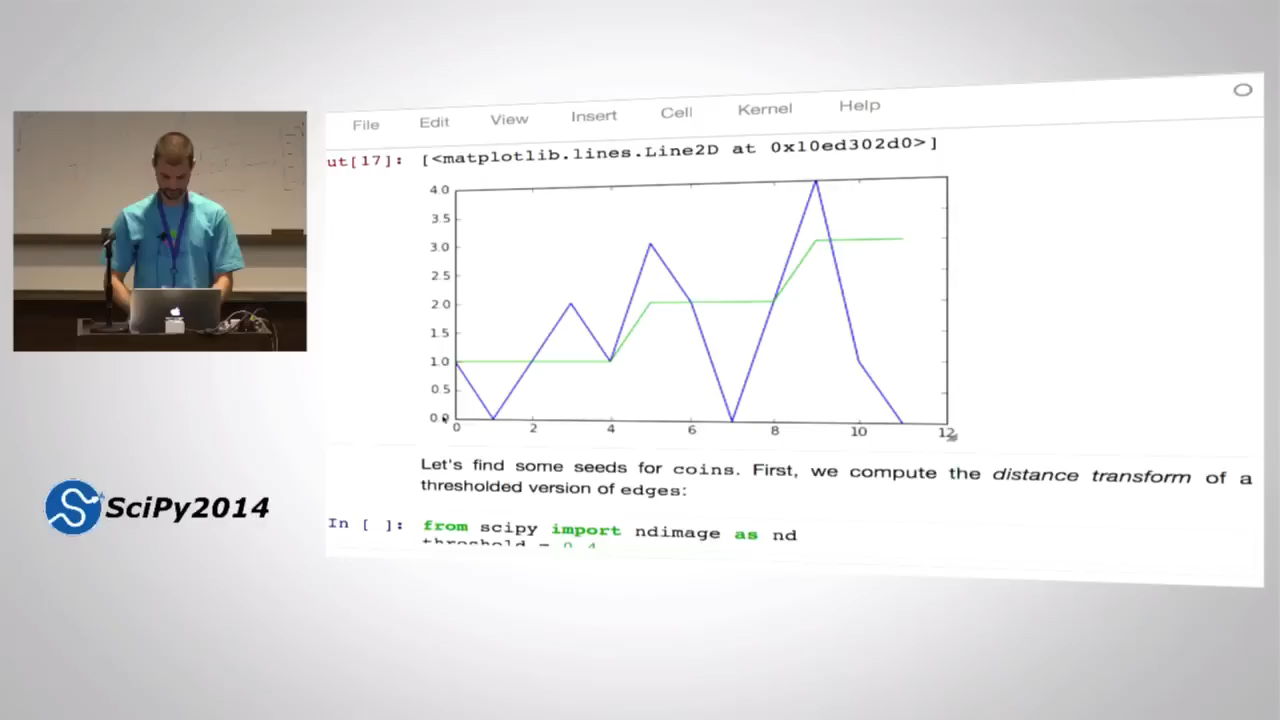 File Edit View Insert Cell Kernel Help
ut[17]: [<matplotlib.lines.Line2D at 0x10ed302d0>]
4.0
3.5
3.0
2.5
2.0
1.5
1.0
0.5
0.0
0 2 4 6 8 10 12
Let's find some seeds for coins. First, we compute the distance transform of a
thresholded version of edges:
In [ ]: from scipy import ndimage as nd
threshold = 0.4
SciPy2014